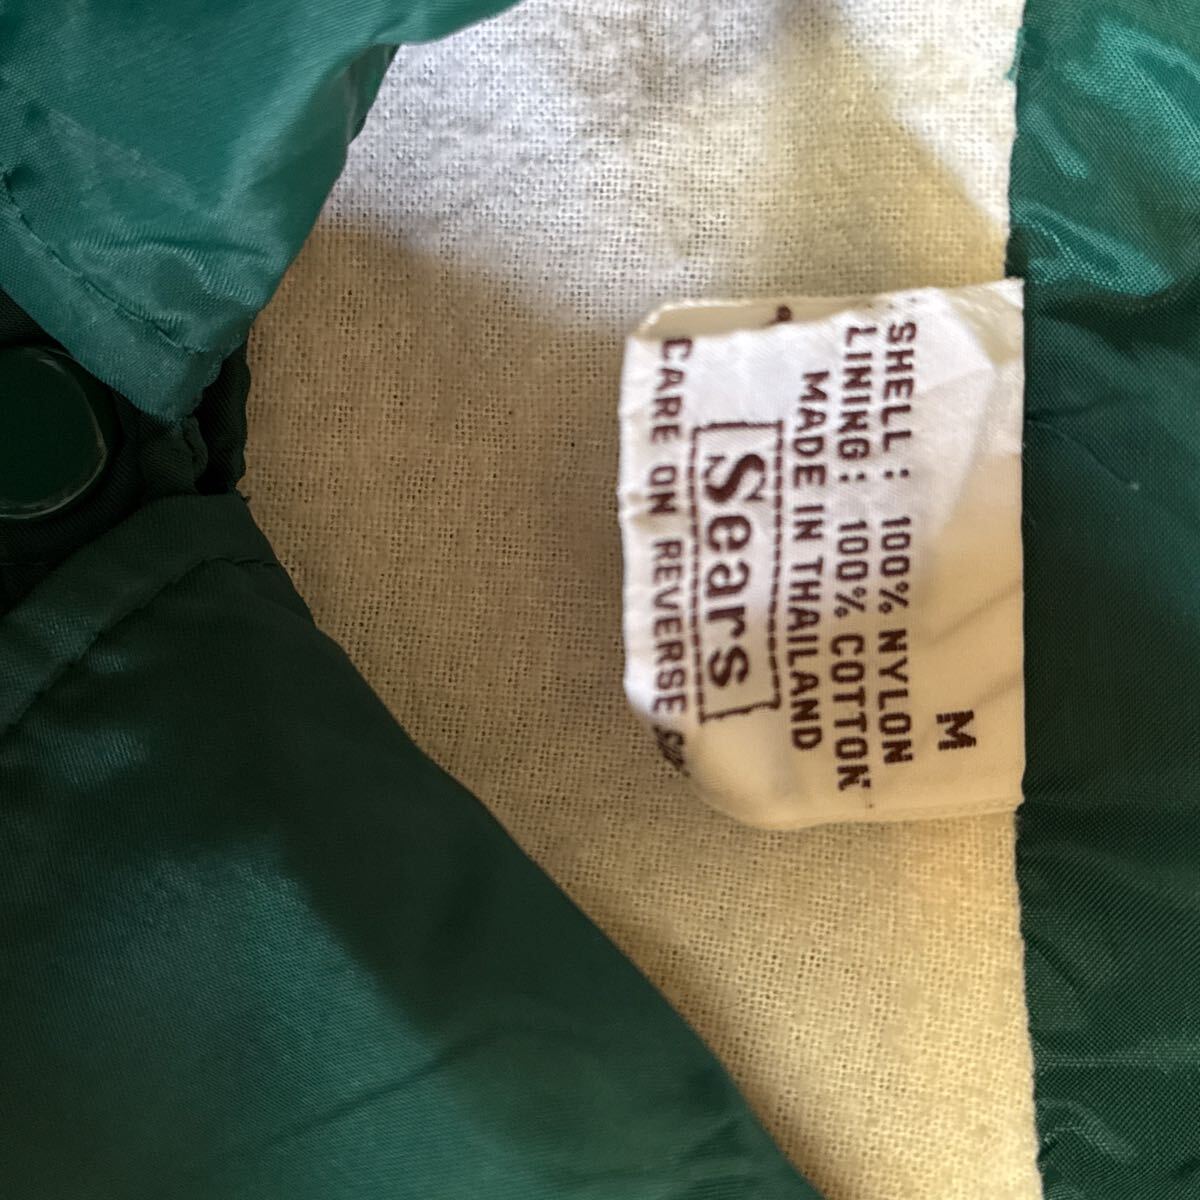 M
SHELL: 100% NYLON
LINING: 100% COTTON
MADE IN THAILAND
Sears
CARE ON REVERSE